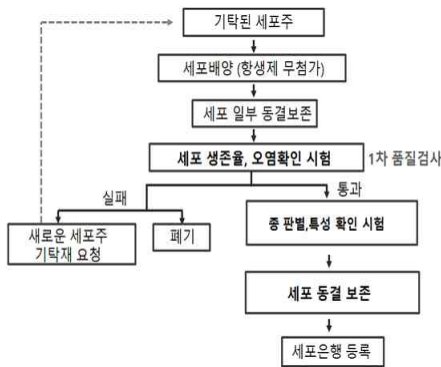 기탁된 세포주
세포배양 (항생제 무첨가)
세포 일부 동결보존
세포 생존율, 오염확인 시험
1차 품질검사
실패
통과
새로운 세포주
기탁재 요청
폐기
종 판별,특성 확인 시험
세포 동결 보존
세포은행 등록